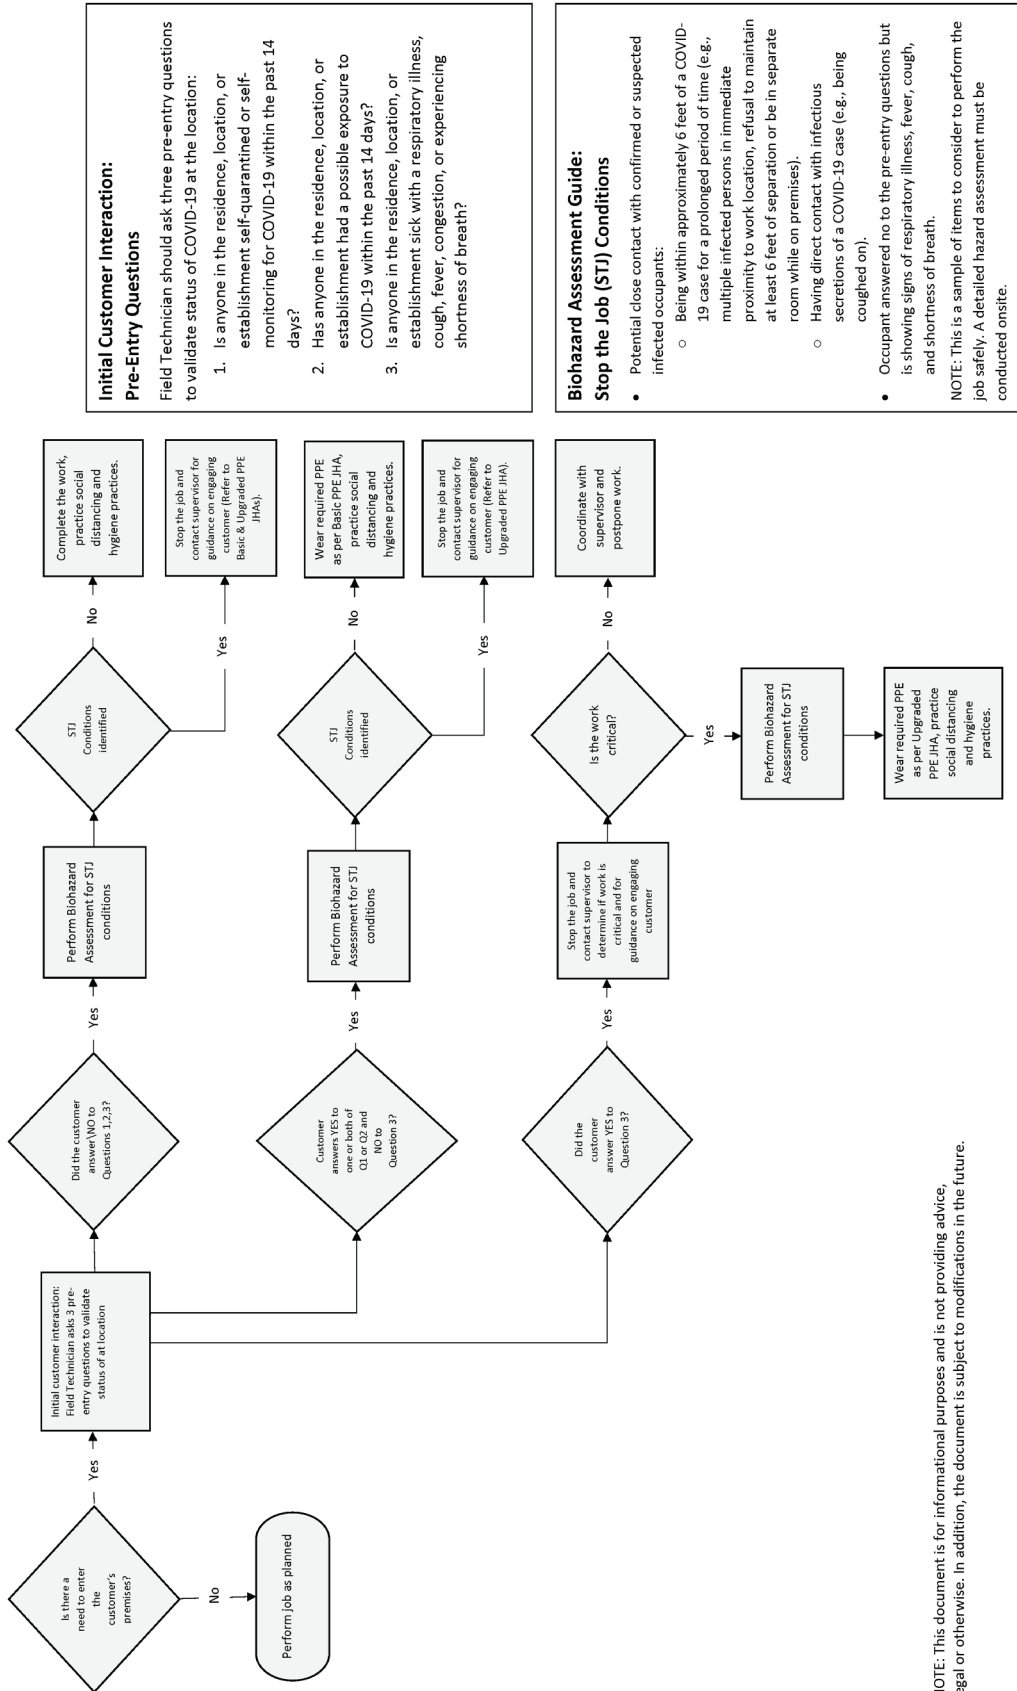 Is there a
need to enter
the
customer's
premises?
Yes
No
Perform job as planned
Initial customer interaction:
Field Technician asks 3 pre-
entry questions to validate
status of at location
Did the customer
answer\NO to
Questions 1,2,3?
Yes
Perform Biohazard
Assessment for STJ
conditions
STJ
Conditions
identified
No
Complete the work,
practice social
distancing and
hygiene practices.
Yes
Stop the job and
contact supervisor for
guidance on engaging
customer (Refer to
Basic & Upgraded PPE
JHAs).
Customer
answers YES to
one or both of
Q1 or Q2 and
NO to
Question 3?
Yes
Perform Biohazard
Assessment for STJ
conditions
STJ
Conditions
identified
No
Wear required PPE
as per Basic PPE JHA,
practice social
distancing and
hygiene practices.
Yes
Stop the job and
contact supervisor for
guidance on engaging
customer (Refer to
Upgraded PPE JHA).
Did the
customer
answer YES to
Question 3?
Yes
Stop the job and
contact supervisor to
determine if work is
critical and for
guidance on engaging
customer
Is the work
critical?
No
Coordinate with
supervisor and
postpone work.
Yes
Perform Biohazard
Assessment for STJ
conditions
Wear required PPE
as per Upgraded
PPE JHA, practice
social distancing
and hygiene
practices.
Initial Customer Interaction:
Pre-Entry Questions
Field Technician should ask three pre-entry questions
to validate status of COVID-19 at the location:
1. Is anyone in the residence, location, or
establishment self-quarantined or self-
monitoring for COVID-19 within the past 14
days?
2. Has anyone in the residence, location, or
establishment had a possible exposure to
COVID-19 within the past 14 days?
3. Is anyone in the residence, location, or
establishment sick with a respiratory illness,
cough, fever, congestion, or experiencing
shortness of breath?
Biohazard Assessment Guide:
Stop the Job (STJ) Conditions
• Potential close contact with confirmed or suspected
infected occupants:
○ Being within approximately 6 feet of a COVID-
19 case for a prolonged period of time (e.g.,
multiple infected persons in immediate
proximity to work location, refusal to maintain
at least 6 feet of separation or be in separate
room while on premises).
○ Having direct contact with infectious
secretions of a COVID-19 case (e.g., being
coughed on).
• Occupant answered no to the pre-entry questions but
is showing signs of respiratory illness, fever, cough,
and shortness of breath.
NOTE: This is a sample of items to consider to perform the
job safely. A detailed hazard assessment must be
conducted onsite.
IOTE: This document is for informational purposes and is not providing advice,
egal or otherwise. In addition, the document is subject to modifications in the future.